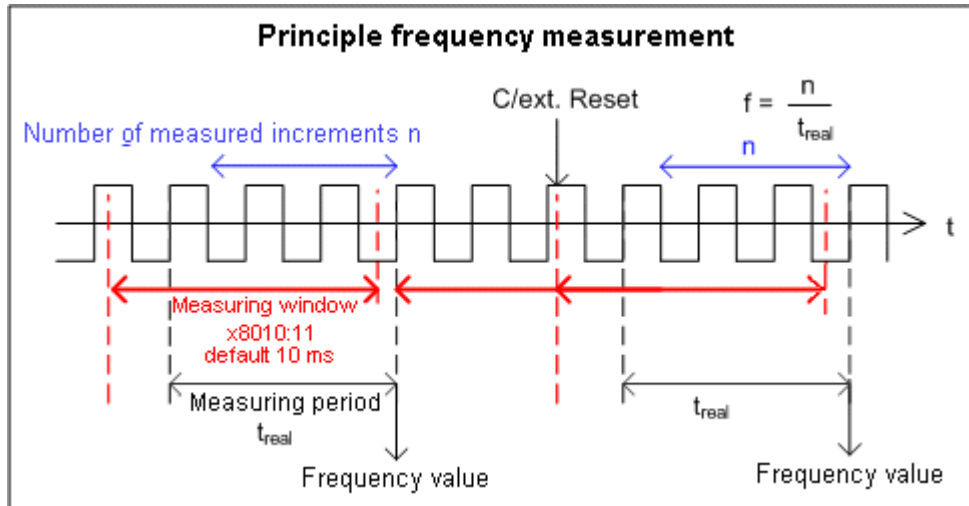 Principle frequency measurement
C/ext. Reset
f = n / t_real
Number of measured increments n
n
t
Measuring window
x8010:11
default 10 ms
Measuring period
t_real
t_real
Frequency value
Frequency value